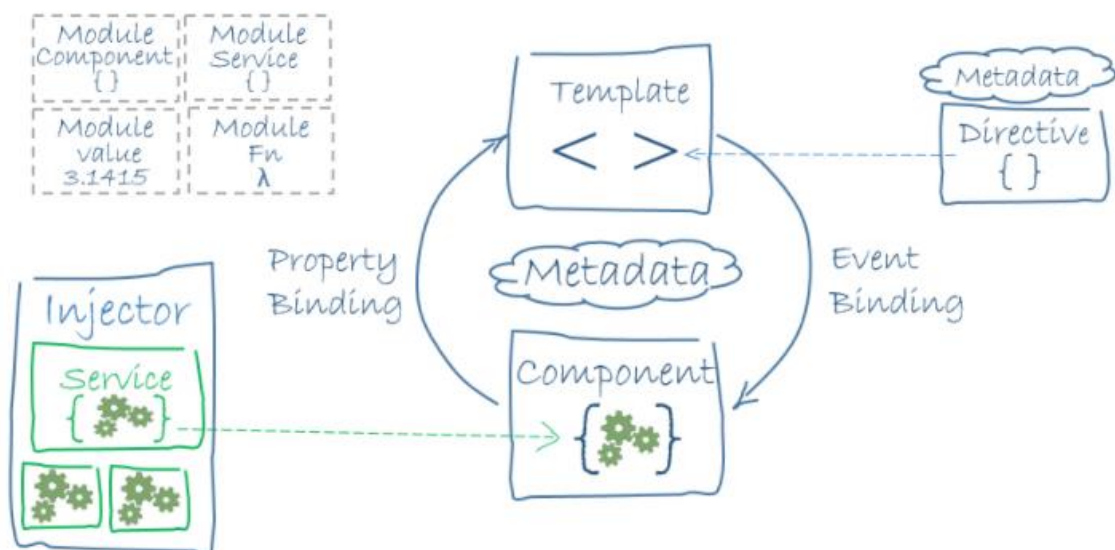 Module
Component
{ }
Module
Service
{ }
Module
value
3.1415
Module
Fn
λ
Template
< >
Metadata
Directive
{ }
Property
Binding
Metadata
Event
Binding
Injector
Service
{ }
Component
{ }